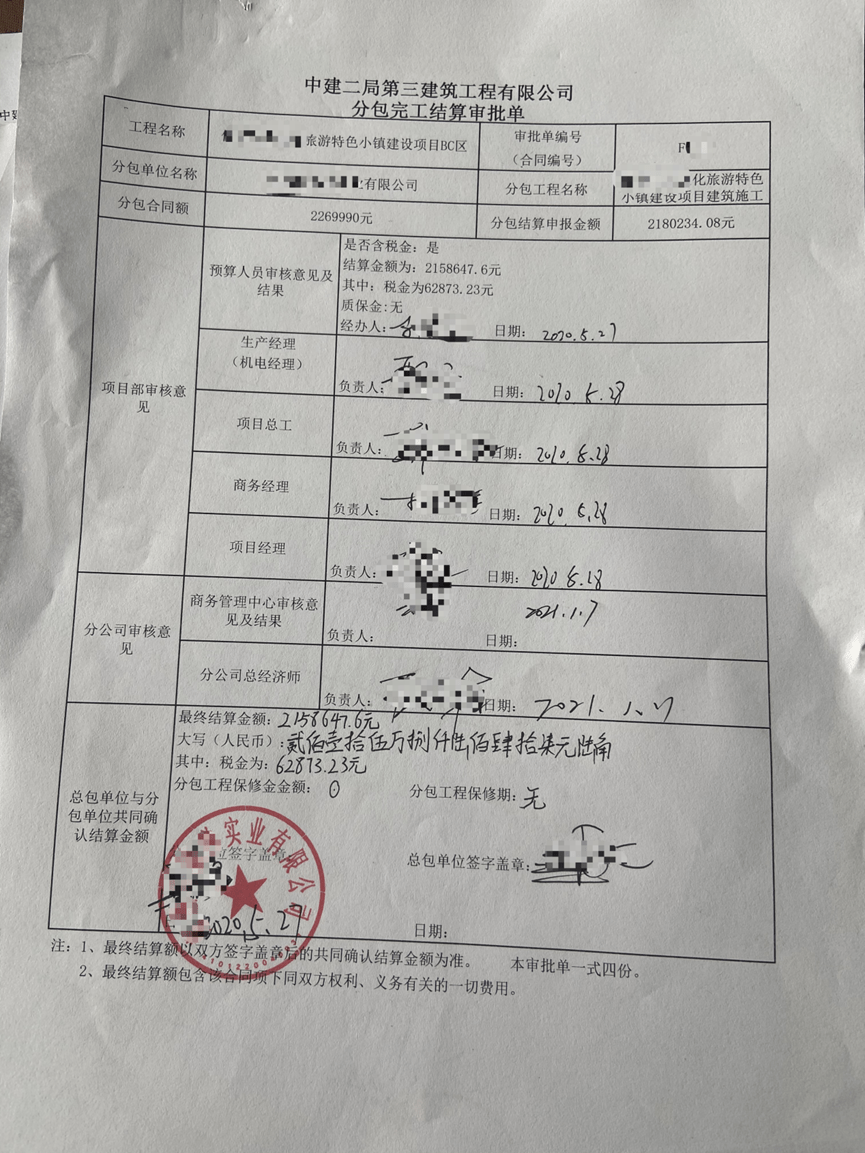 中建二局第三建筑工程有限公司
分包完工结算审批单
工程名称
旅游特色小镇建设项目BC区
审批单编号
（合同编号）
F
分包单位名称
有限公司
分包工程名称
化旅游特色
小镇建设项目建筑施工
分包合同额
2269990元
分包结算申报金额
2180234.08元
项目部审核意
见
预算人员审核意见及
结果
是否含税金：是
结算金额为：2158647.6元
其中：税金为62873.23元
质保金:无
经办人： 日期： 2020.5.27
生产经理
（机电经理）
负责人： 日期： 2020.5.28
项目总工
负责人： 日期： 2020.5.28
商务经理
负责人： 日期： 2020.5.28
项目经理
负责人： 日期： 2020.5.28
分公司审核意
见
商务管理中心审核意
见及结果
2021.1.7
负责人： 日期：
分公司总经济师
负责人： 日期： 2021.1.7
总包单位与分
包单位共同确
认结算金额
最终结算金额：2158647.6元
大写（人民币）:贰佰壹拾伍万捌仟陆佰肆拾柒元陆角
其中：税金为：62873.23元
分包工程保修金金额： 0 分包工程保修期：无
实业有限公司
位签字盖章
总包单位签字盖章：
2020.5.27
日期：
注：1、最终结算额以双方签字盖章后的共同确认结算金额为准。 本审批单一式四份。
2、最终结算额包含该合同项下同双方权利、义务有关的一切费用。